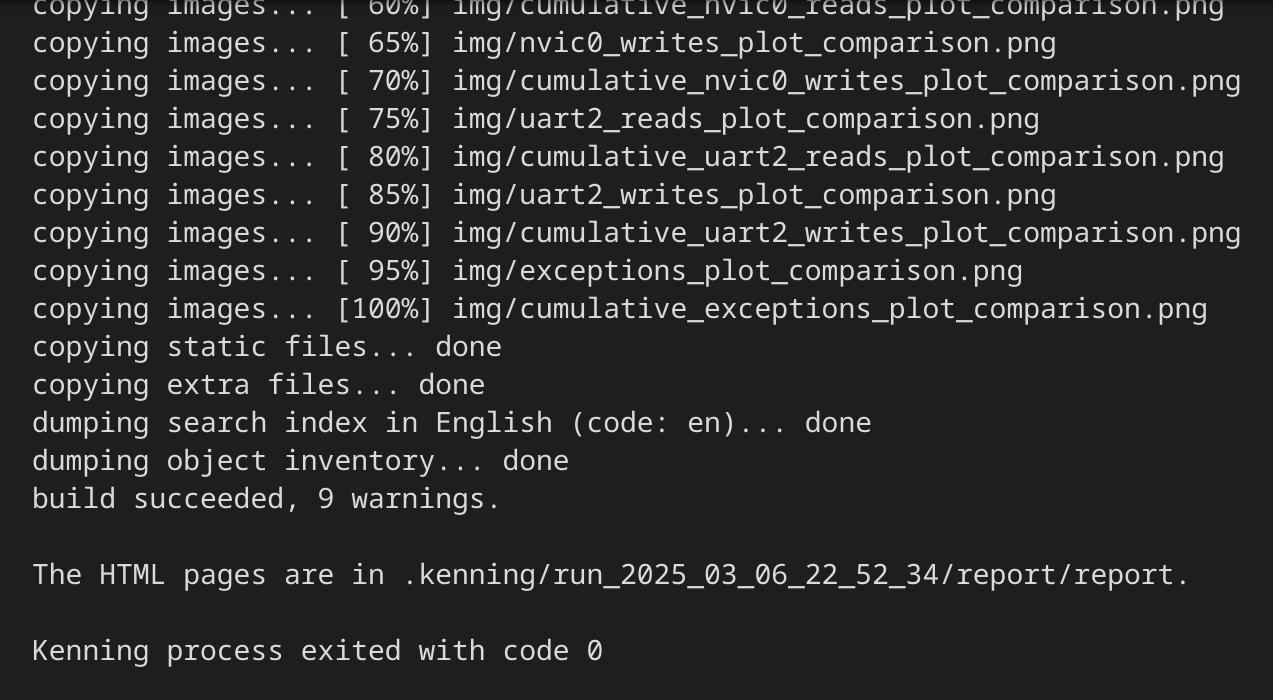 copying images... [ 60%] img/cumulative_nvic0_reads_plot_comparison.png
copying images... [ 65%] img/nvic0_writes_plot_comparison.png
copying images... [ 70%] img/cumulative_nvic0_writes_plot_comparison.png
copying images... [ 75%] img/uart2_reads_plot_comparison.png
copying images... [ 80%] img/cumulative_uart2_reads_plot_comparison.png
copying images... [ 85%] img/uart2_writes_plot_comparison.png
copying images... [ 90%] img/cumulative_uart2_writes_plot_comparison.png
copying images... [ 95%] img/exceptions_plot_comparison.png
copying images... [100%] img/cumulative_exceptions_plot_comparison.png
copying static files... done
copying extra files... done
dumping search index in English (code: en)... done
dumping object inventory... done
build succeeded, 9 warnings.
The HTML pages are in .kenning/run_2025_03_06_22_52_34/report/report.
Kenning process exited with code 0